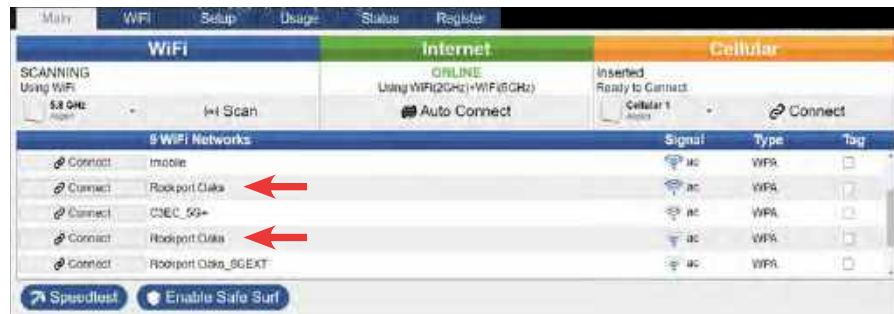 Main WiFi Setup Usage Status Register
WiFi Internet Cellular
SCANNING ONLINE Inserted
Using WiFi Using WiFi(2GHz)+WiFi(5GHz) Ready to Connect
5.8 GHz Scan Auto Connect Cellular 1 Connect
WiFi Networks Signal Type Tag
Connect tmobile ac WPA
Connect Rockport Oaks ac WPA
Connect C3EC_5G+ ac WPA
Connect Rockport Oaks ac WPA
Connect Rockport Oaks_5GEXT ac WPA
Speedtest Enable Safe Surf